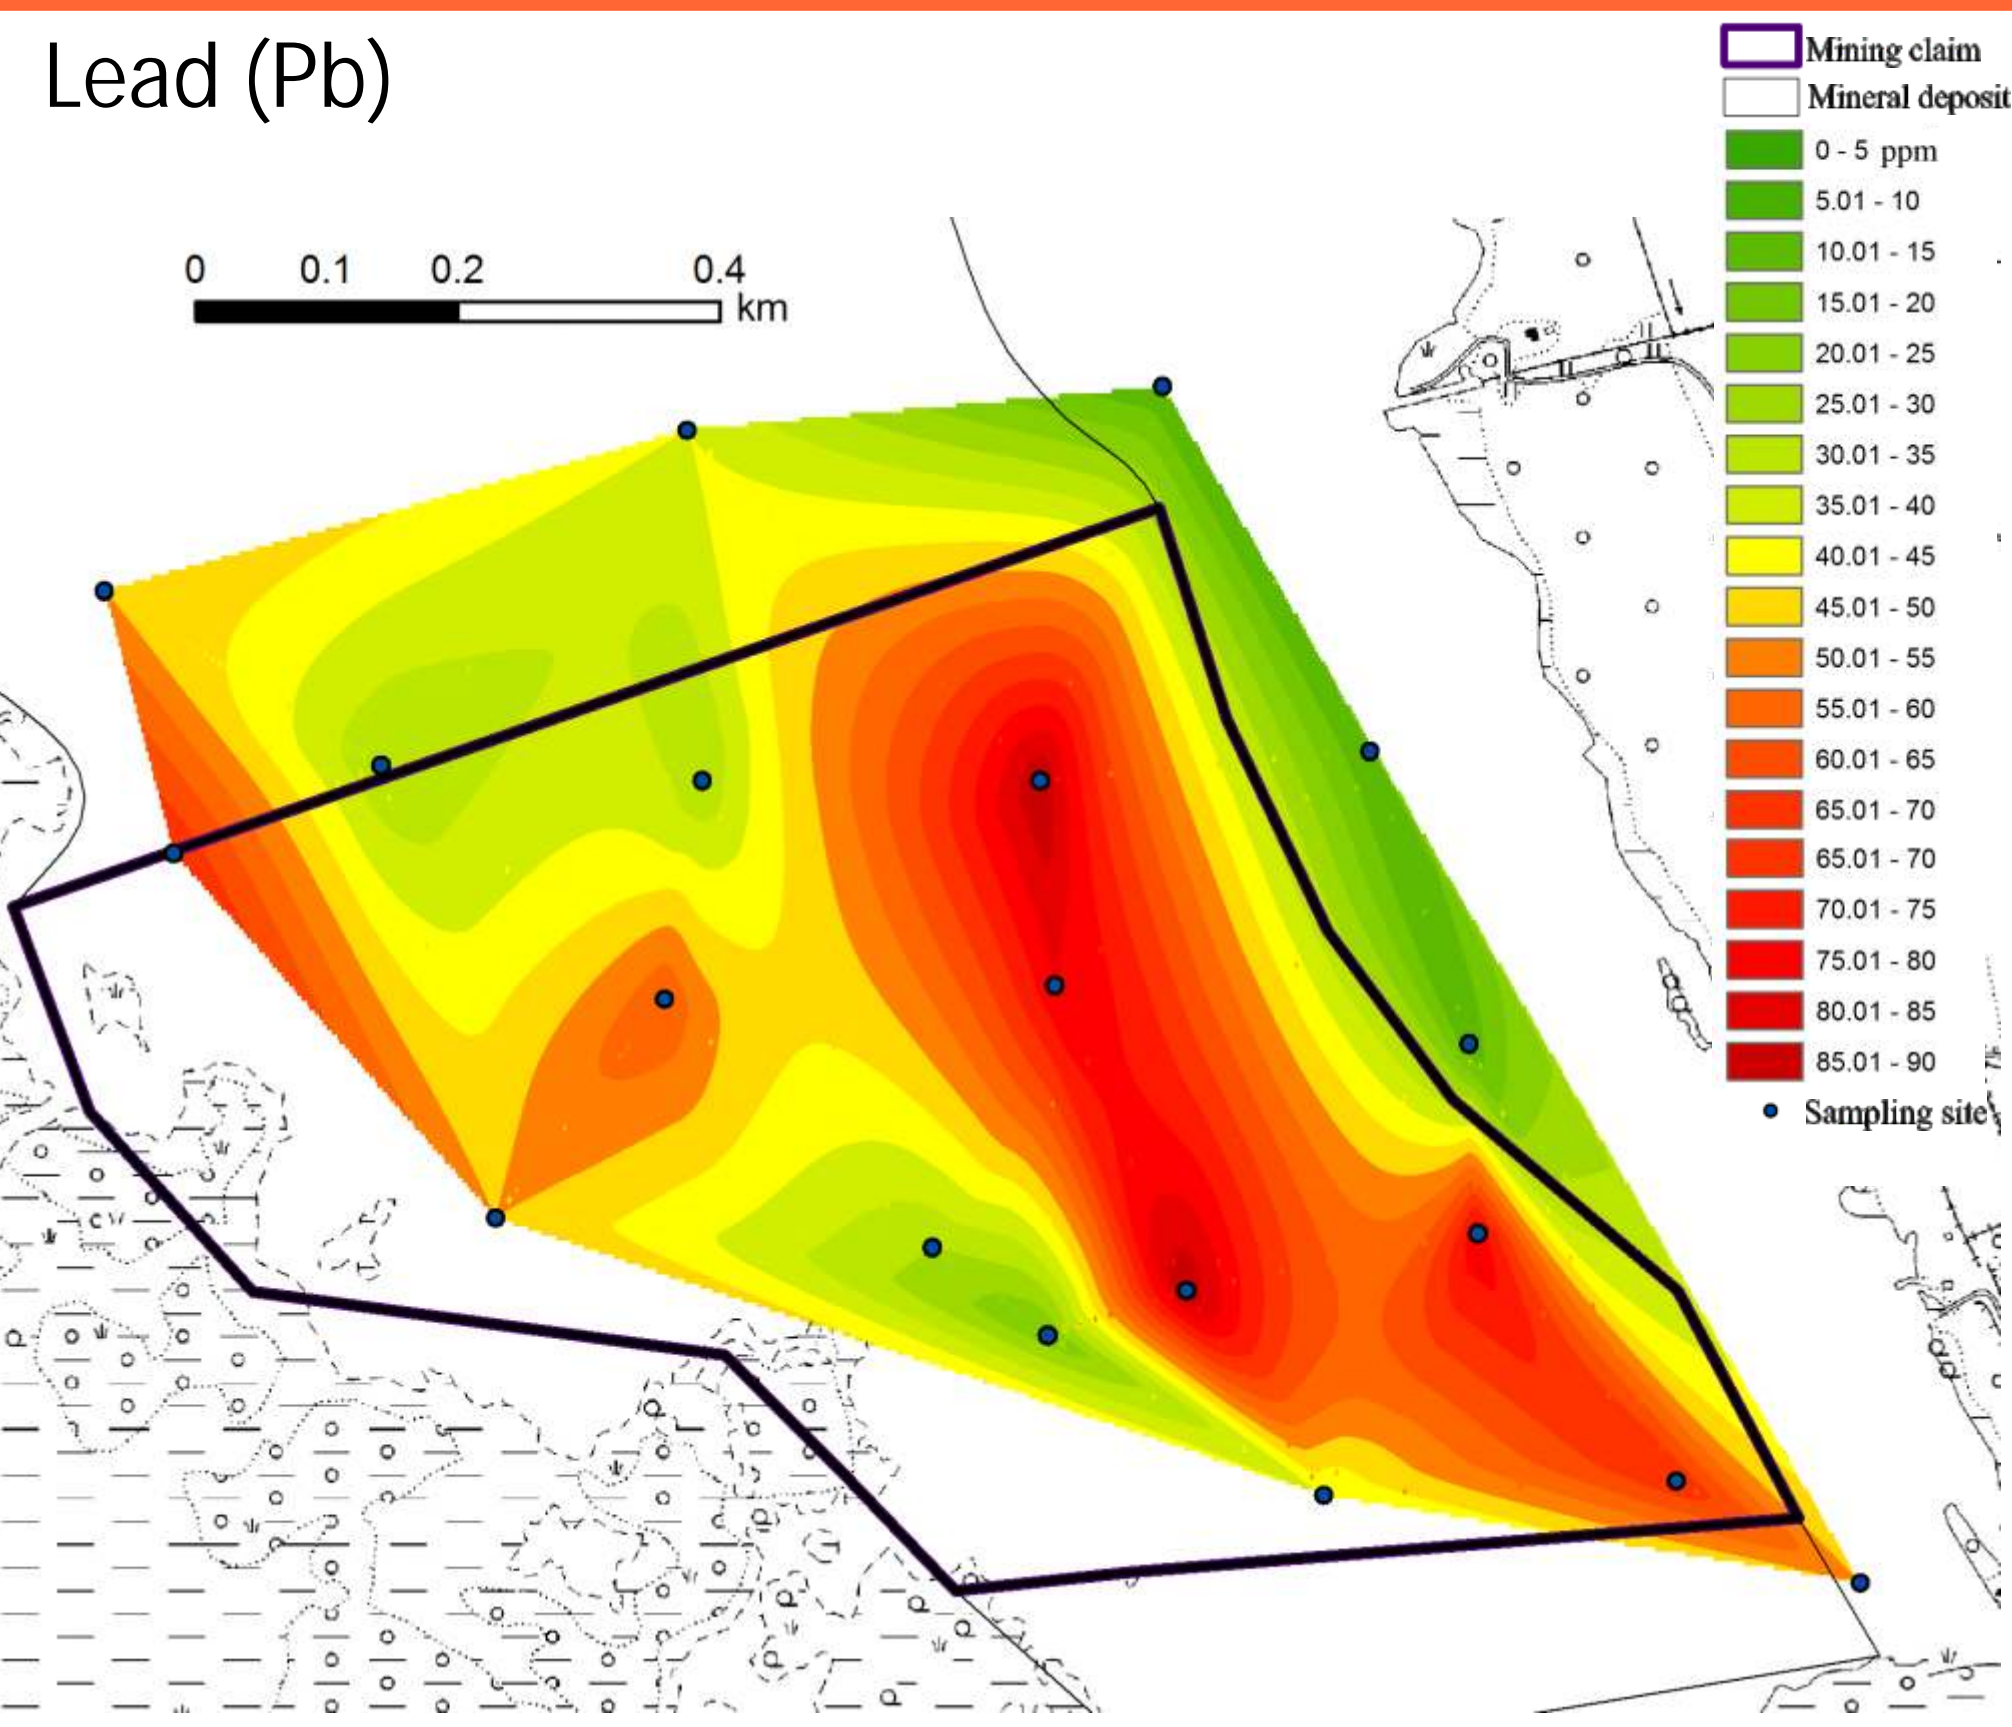 Lead (Pb)
0 0.1 0.2 0.4
km
Mining claim
Mineral deposit
0 - 5 ppm
5.01 - 10
10.01 - 15
15.01 - 20
20.01 - 25
25.01 - 30
30.01 - 35
35.01 - 40
40.01 - 45
45.01 - 50
50.01 - 55
55.01 - 60
60.01 - 65
65.01 - 70
65.01 - 70
70.01 - 75
75.01 - 80
80.01 - 85
85.01 - 90
Sampling site